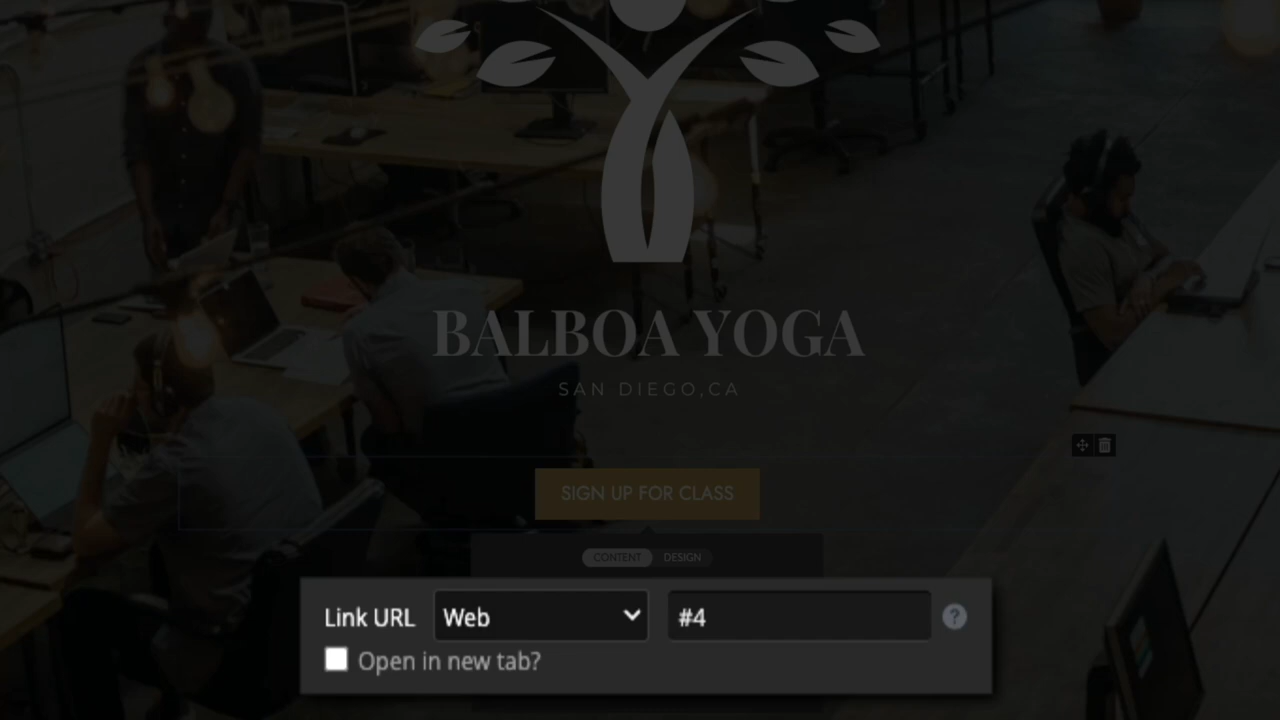 BALBOA YOGA
SAN DIEGO,CA
SIGN UP FOR CLASS
CONTENT DESIGN
Link URL Web #4 ?
Open in new tab?